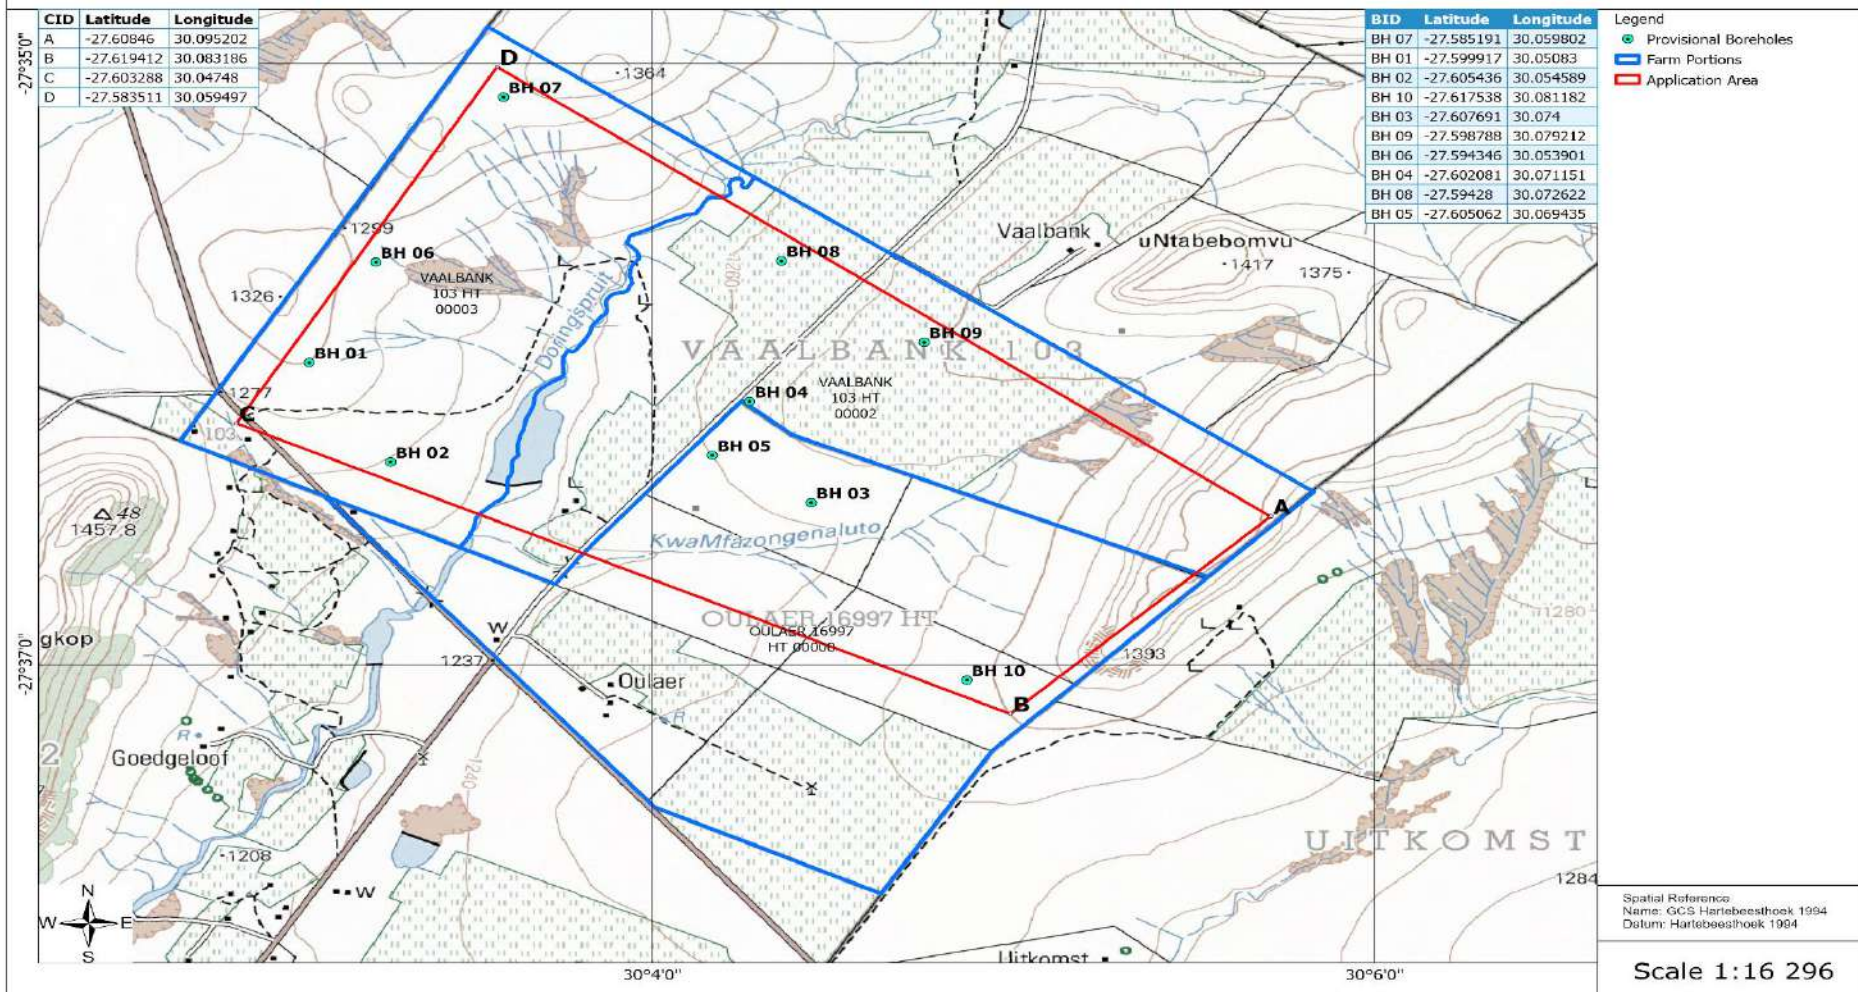 CID Latitude Longitude
A -27.60846 30.095202
B -27.619412 30.083186
C -27.603288 30.04748
D -27.583511 30.059497
BID Latitude Longitude
BH 07 -27.585191 30.059802
BH 01 -27.599917 30.05083
BH 02 -27.605436 30.054589
BH 10 -27.617538 30.081182
BH 03 -27.607691 30.074
BH 09 -27.598788 30.079212
BH 06 -27.594346 30.053901
BH 04 -27.602081 30.071151
BH 08 -27.59428 30.072622
BH 05 -27.605062 30.069435
Legend
Provisional Boreholes
Farm Portions
Application Area
-27°35'0"
D
1364
BH 07
1299
BH 06
VAALBANK
103 HT
00003
1326
Doringspruit
BH 01
1277
C
103
BH 02
1260
BH 08
Vaalbank
uNtabebomvu
1417
1375
BH 09
VAALBANK 103
VAALBANK
103 HT
00002
BH 04
BH 05
BH 03
KwaMfazongenaluto
A
48
1457,8
OULAER 16997 HT
OULAER 16997
HT 00000
W
1237
-27°37'0"
gkop
Oulaer
R
BH 10
B
1393
1280
R
Goedgeloof
2
1240
1208
W
UITKOMST
1284
Uitkomst
N
W E
S
30°4'0"
30°6'0"
Spatial Reference
Name: GCS Hartebeesthoek 1994
Datum: Hartebeesthoek 1994
Scale 1:16 296